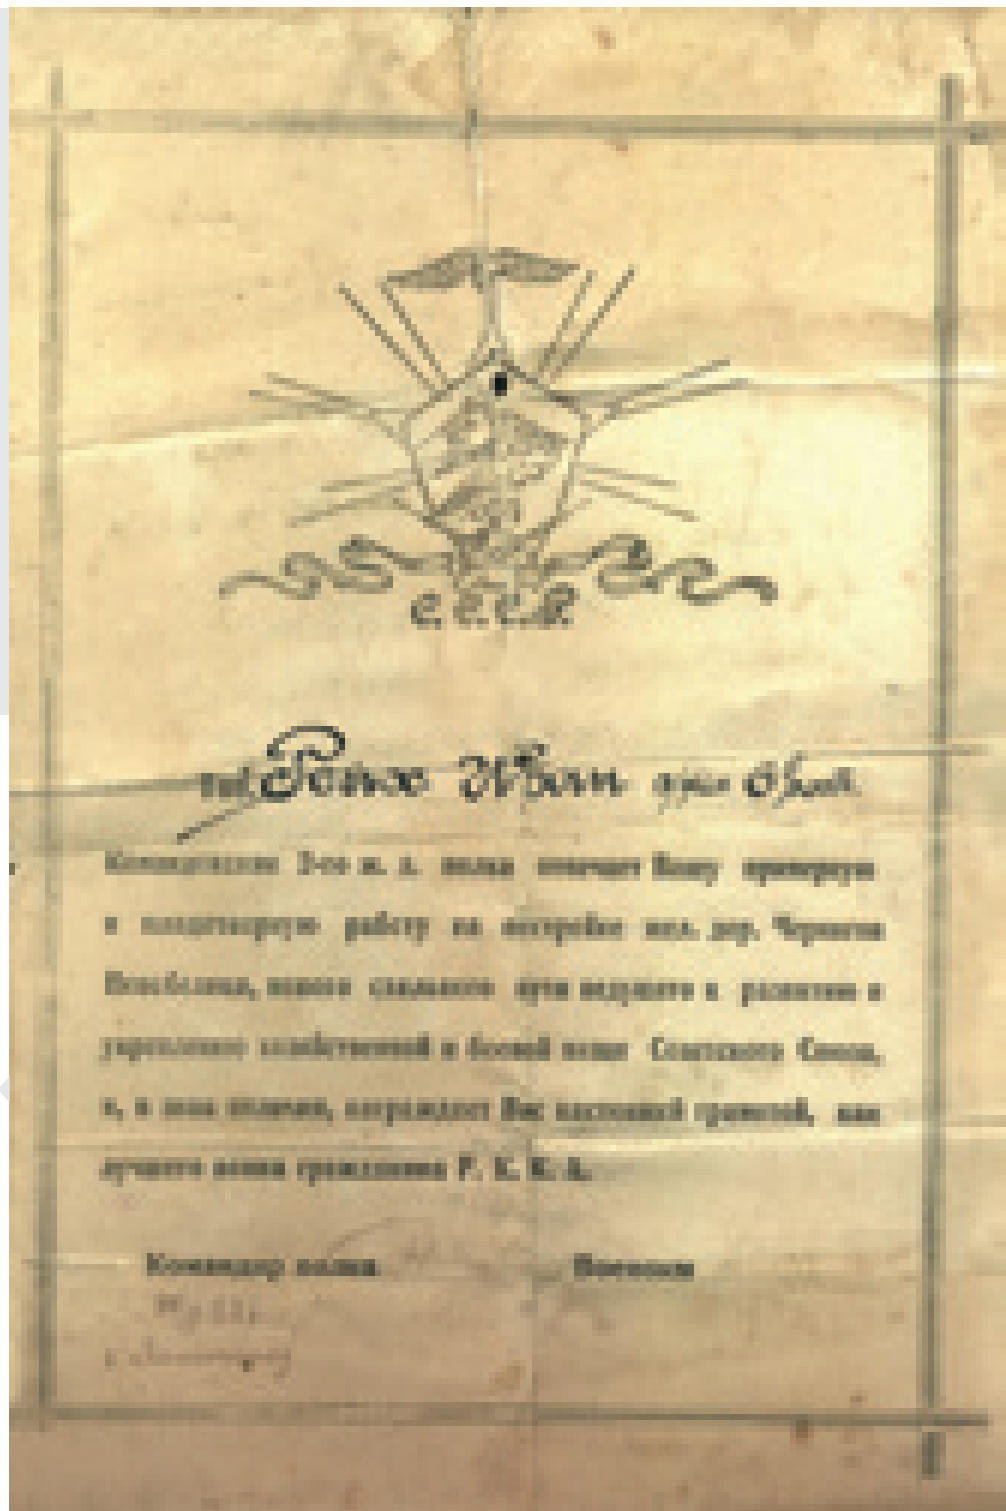 С. С. С. Р.
Тов.
Командование 2-го ж. д. полка отмечает Вашу примерную
и плодотворную работу на постройке жел. дор. Чернигов
Новобелица, нового стального пути ведущего к развитию и
укреплению хозяйственной и боевой мощи Советского Союза,
и, в знак отличия, награждает Вас настоящей грамотой, как
лучшего воина гражданина Р. К. К. А.
Командир полка Военком